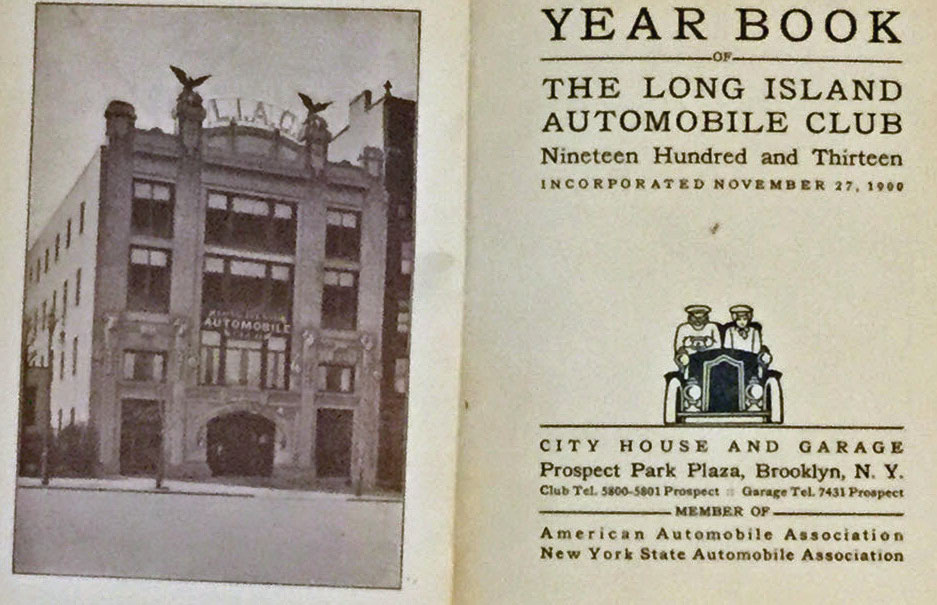 L.I.A.C.
AUTOMOBILE
YEAR BOOK
OF
THE LONG ISLAND
AUTOMOBILE CLUB
Nineteen Hundred and Thirteen
INCORPORATED NOVEMBER 27, 1900
CITY HOUSE AND GARAGE
Prospect Park Plaza, Brooklyn, N. Y.
Club Tel. 5800-5801 Prospect :: Garage Tel. 7431 Prospect
MEMBER OF
American Automobile Association
New York State Automobile Association